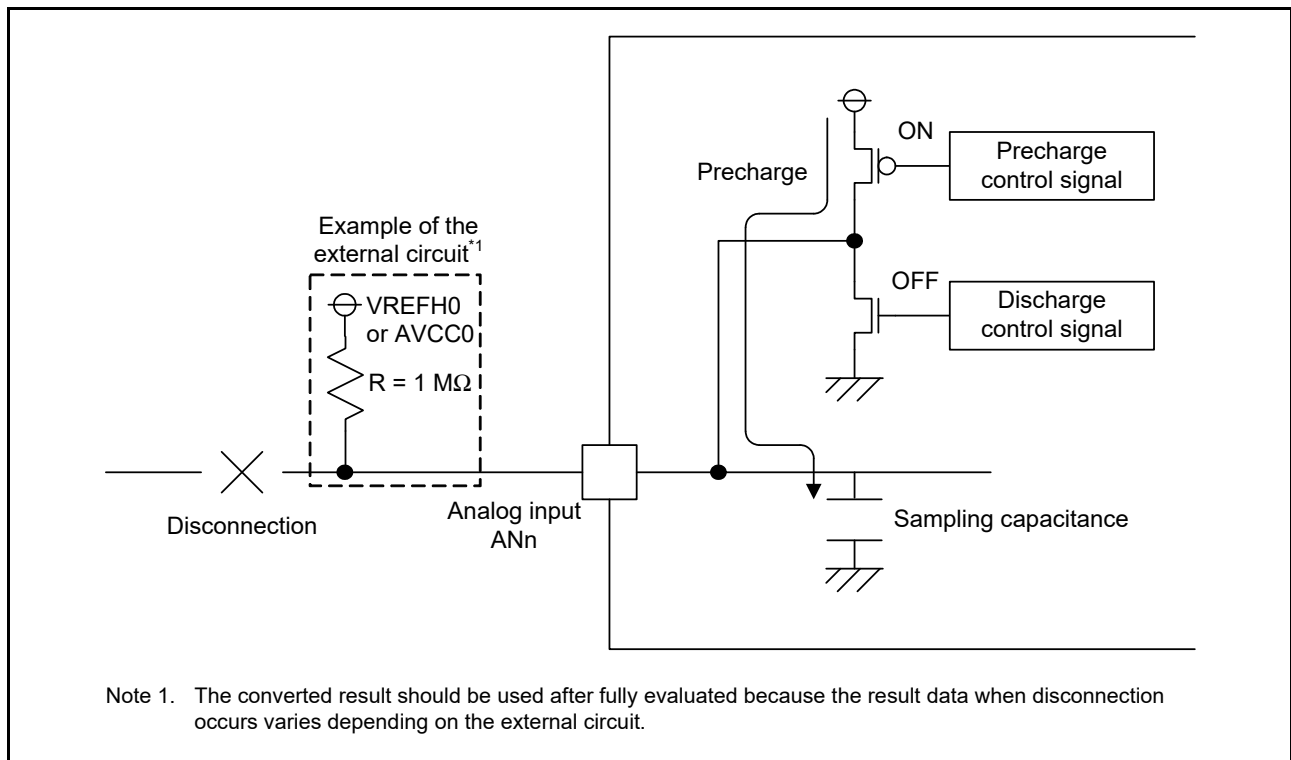 ON
Precharge
control signal
Precharge
Example of the
external circuit*1
VREFH0
or AVCC0
R = 1 MΩ
OFF
Discharge
control signal
Disconnection
Analog input
ANn
Sampling capacitance
Note 1. The converted result should be used after fully evaluated because the result data when disconnection
occurs varies depending on the external circuit.